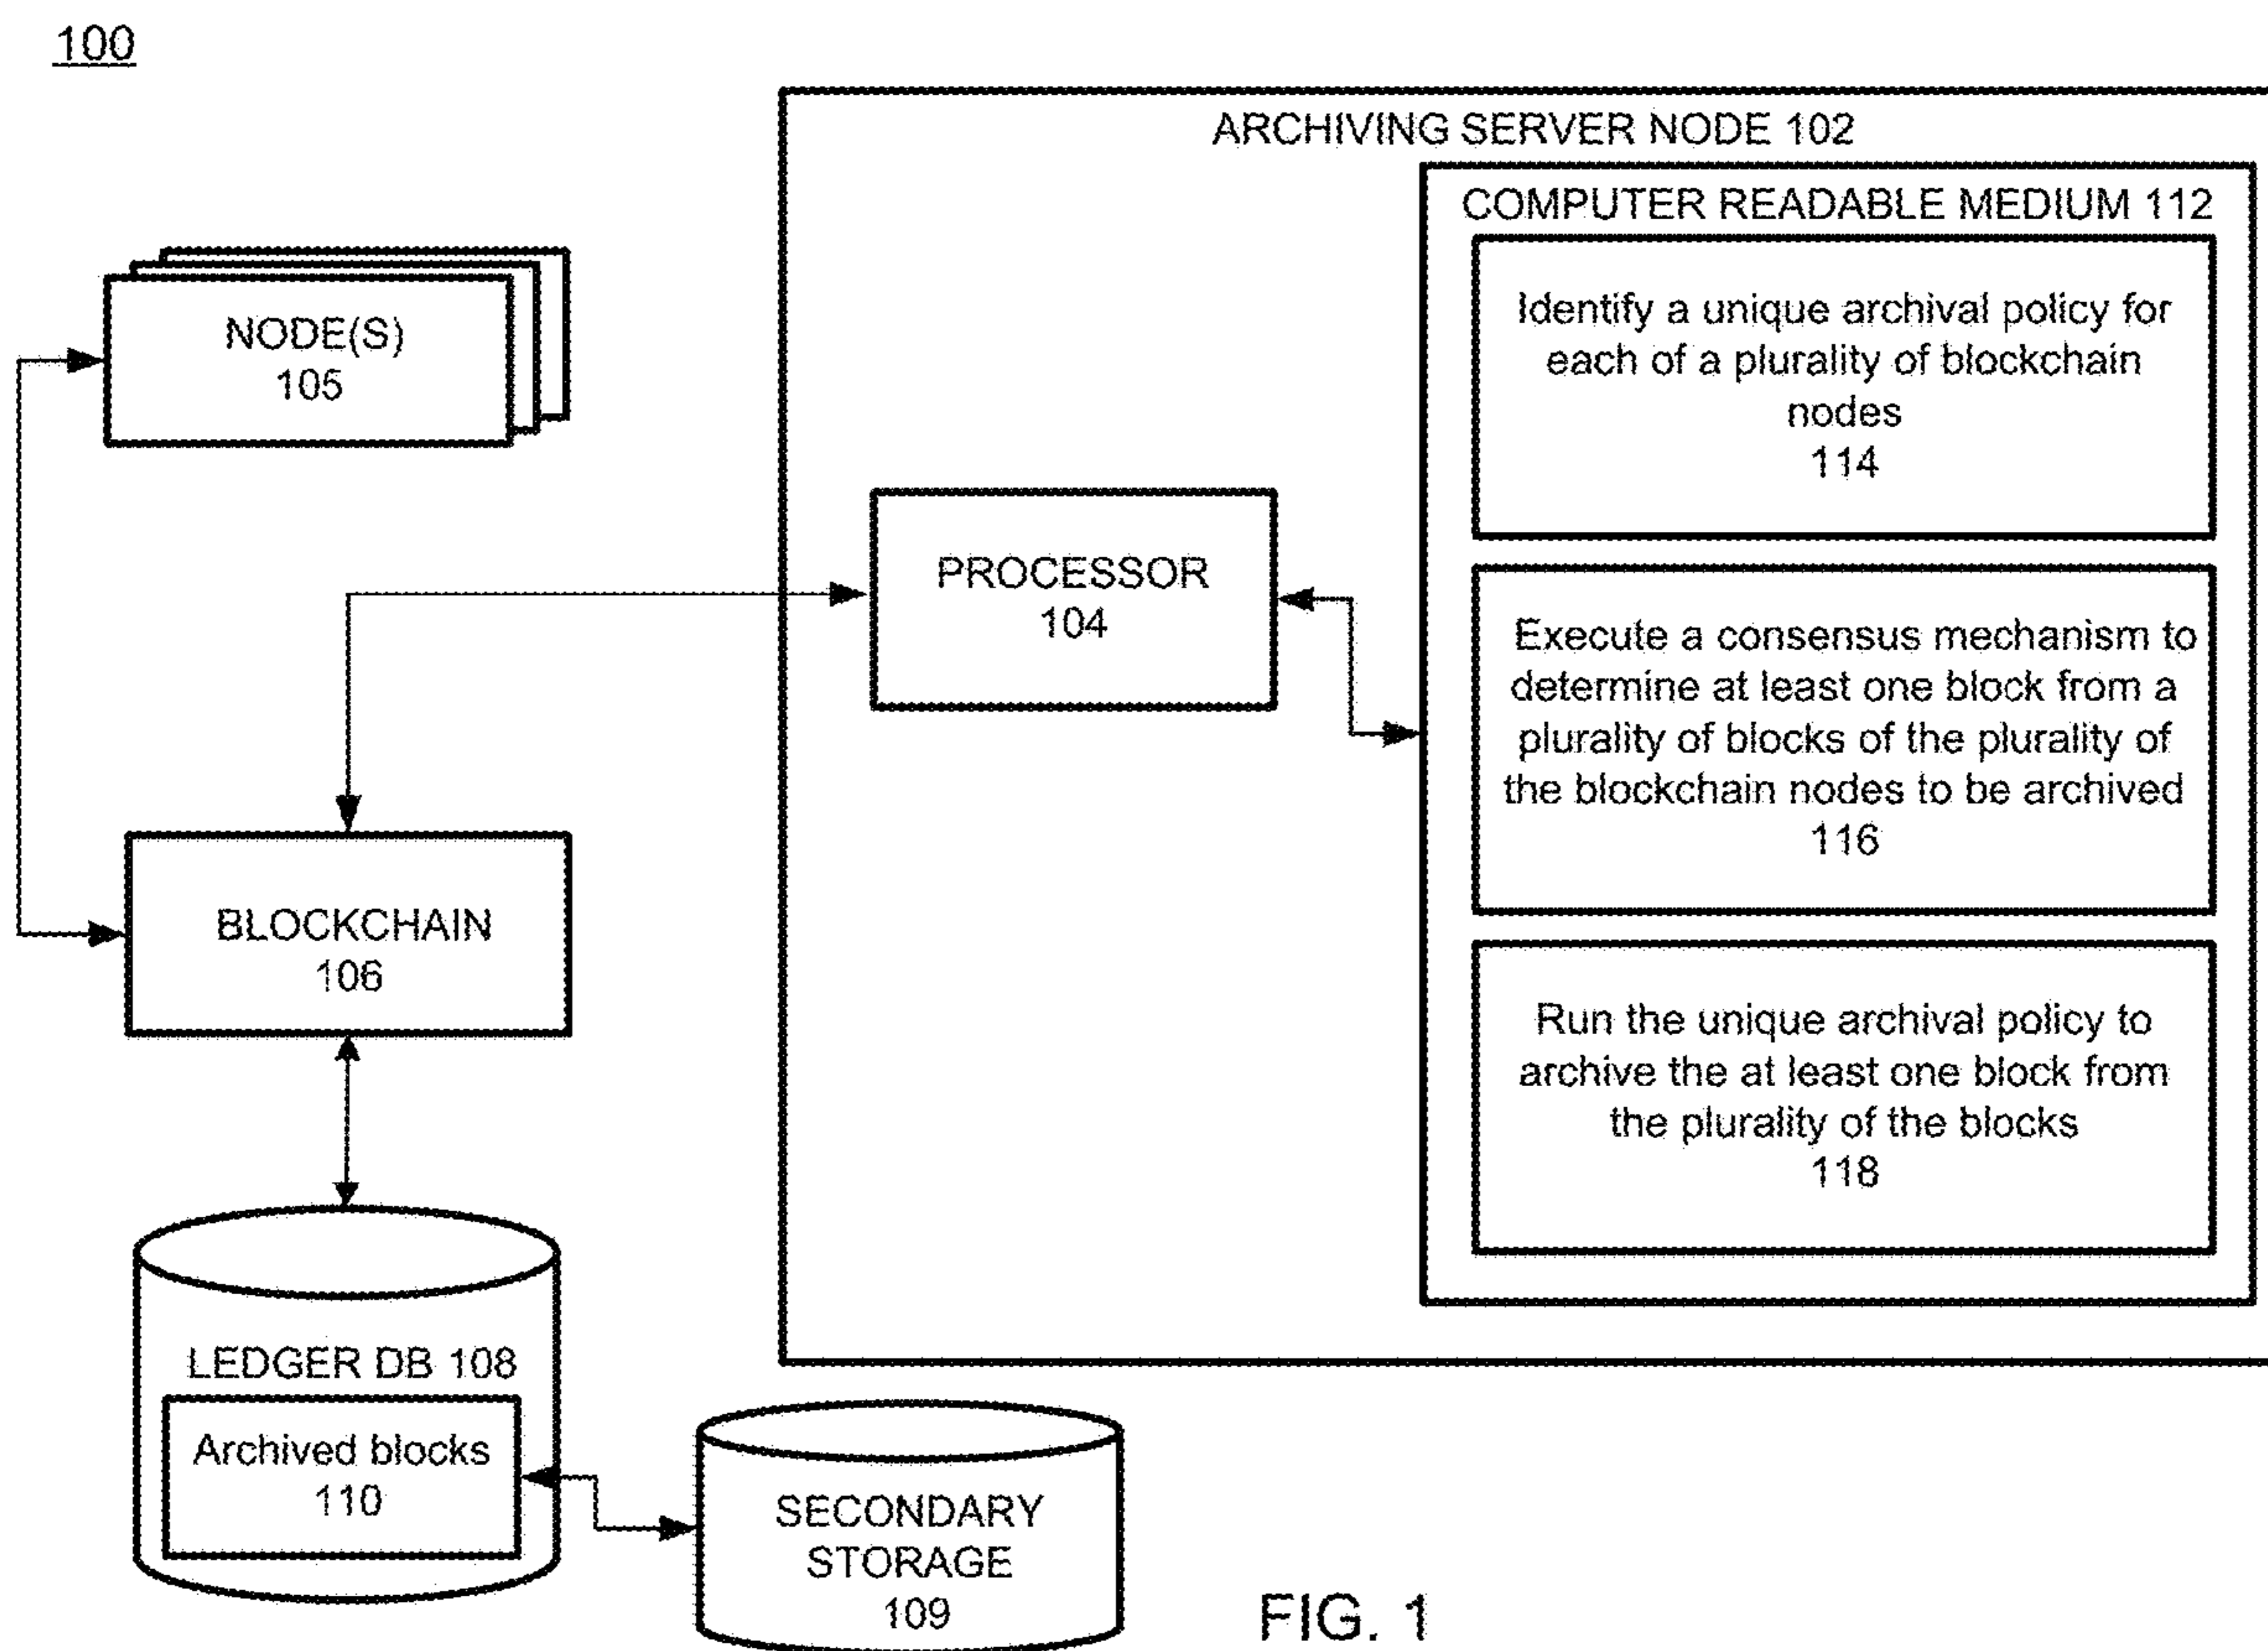 100
ARCHIVING SERVER NODE 102
COMPUTER READABLE MEDIUM 112
Identify a unique archival policy for
each of a plurality of blockchain
nodes
114
Execute a consensus mechanism to
determine at least one block from a
plurality of blocks of the plurality of
the blockchain nodes to be archived
116
Run the unique archival policy to
archive the at least one block from
the plurality of the blocks
118
PROCESSOR
104
NODE(S)
105
BLOCKCHAIN
106
LEDGER DB 108
Archived blocks
110
SECONDARY
STORAGE
109
FIG. 1